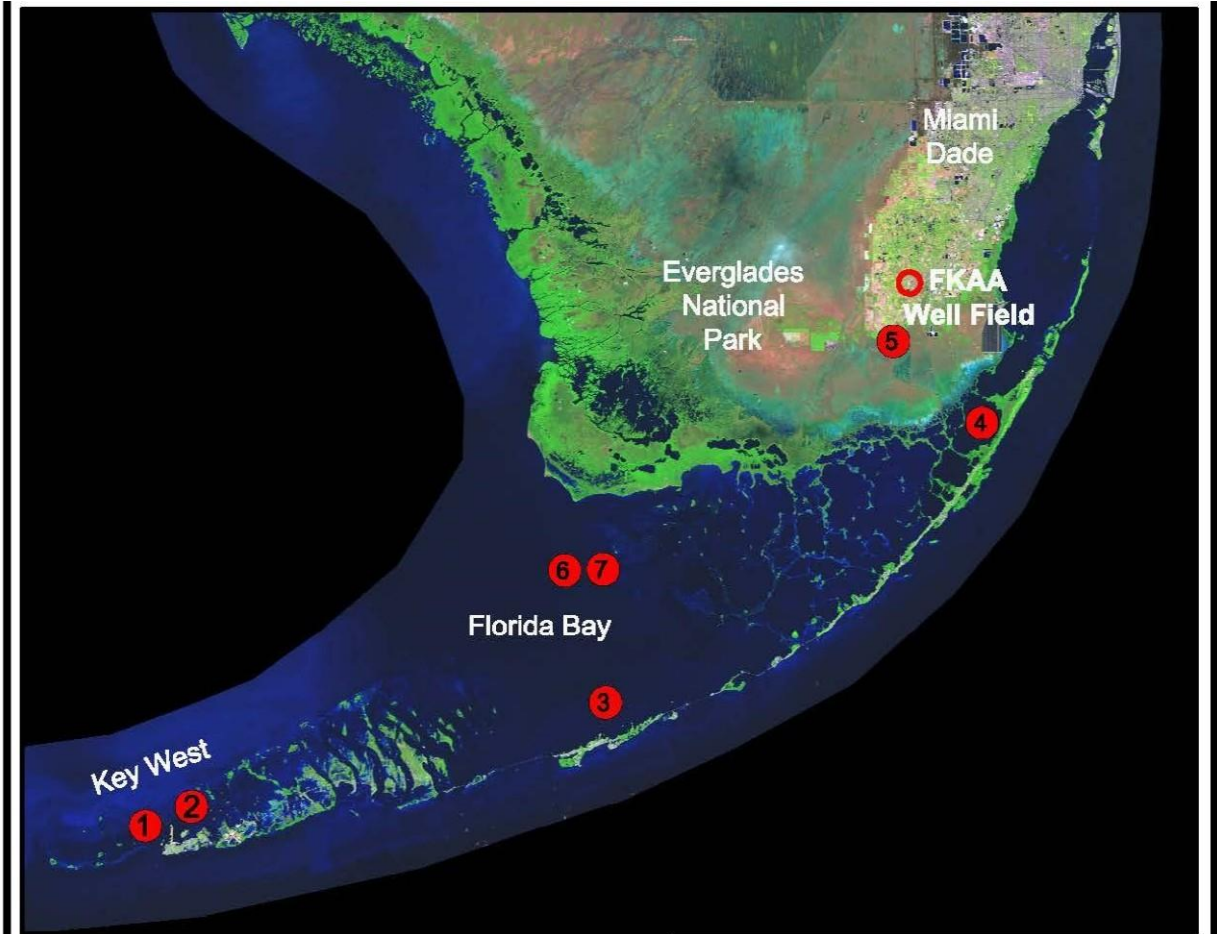 Miami
Dade
Everglades
National
Park
FKAA
Well Field
5
4
6
7
Florida Bay
3
Key West
1
2